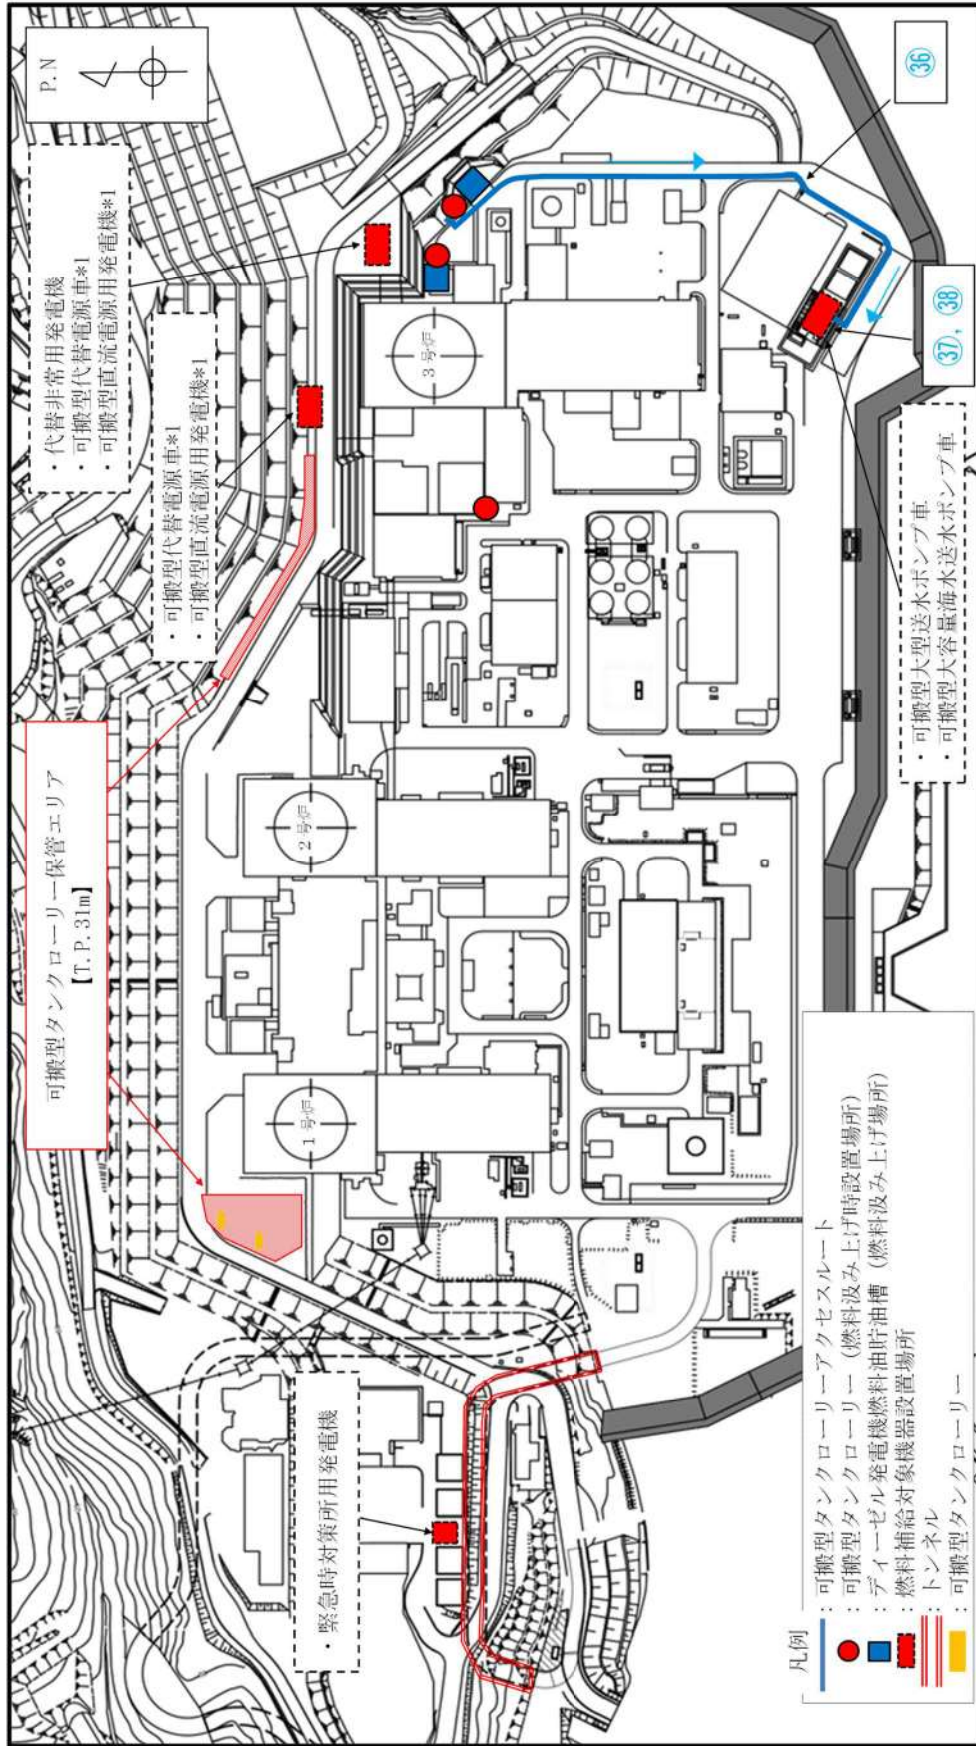 P.N
・代替非常用発電機
・可搬型代替電源車*1
・可搬型直流電源用発電機*1
・可搬型代替電源車*1
・可搬型直流電源用発電機*1
可搬型タンクローリー保管エリア
【T.P.31m】
・緊急時対策所用発電機
1号炉
2号炉
3号炉
㊱
㊲，㊳
・可搬型大型送水ポンプ車
・可搬型大容量海水送水ポンプ車
凡例
：可搬型タンクローリーアクセスルート
：可搬型タンクローリー（燃料汲み上げ時設置場所）
：ディーゼル発電機燃料油貯油槽（燃料汲み上げ場所）
：燃料補給対象機器設置場所
：トンネル
：可搬型タンクローリー